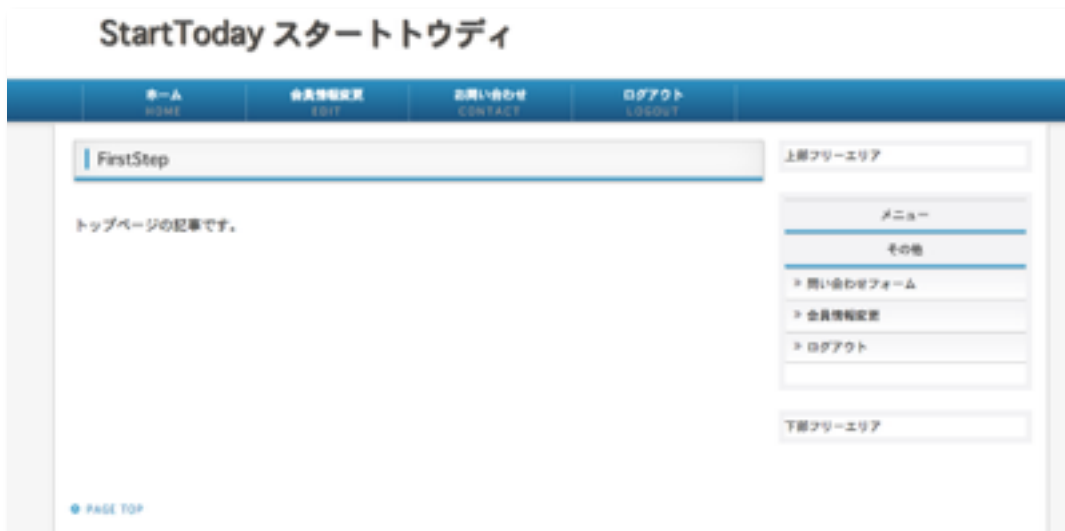 StartToday スタートトウディ
ホーム 会員情報変更 お問い合わせ ログアウト
HOME EDIT CONTACT LOGOUT
FirstStep
トップページの記事です。
上部フリーエリア
メニュー
その他
» 問い合わせフォーム
» 会員情報変更
» ログアウト
下部フリーエリア
PAGE TOP